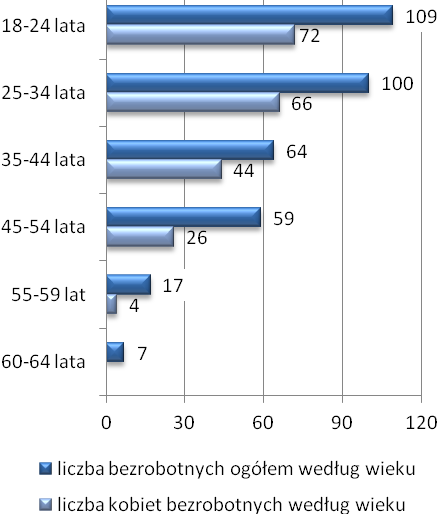 18-24 lata
109
72
25-34 lata
100
66
35-44 lata
64
44
45-54 lata
59
26
55-59 lat
17
4
60-64 lata
7
0 30 60 90 120
liczba bezrobotnych ogółem według wieku
liczba kobiet bezrobotnych według wieku